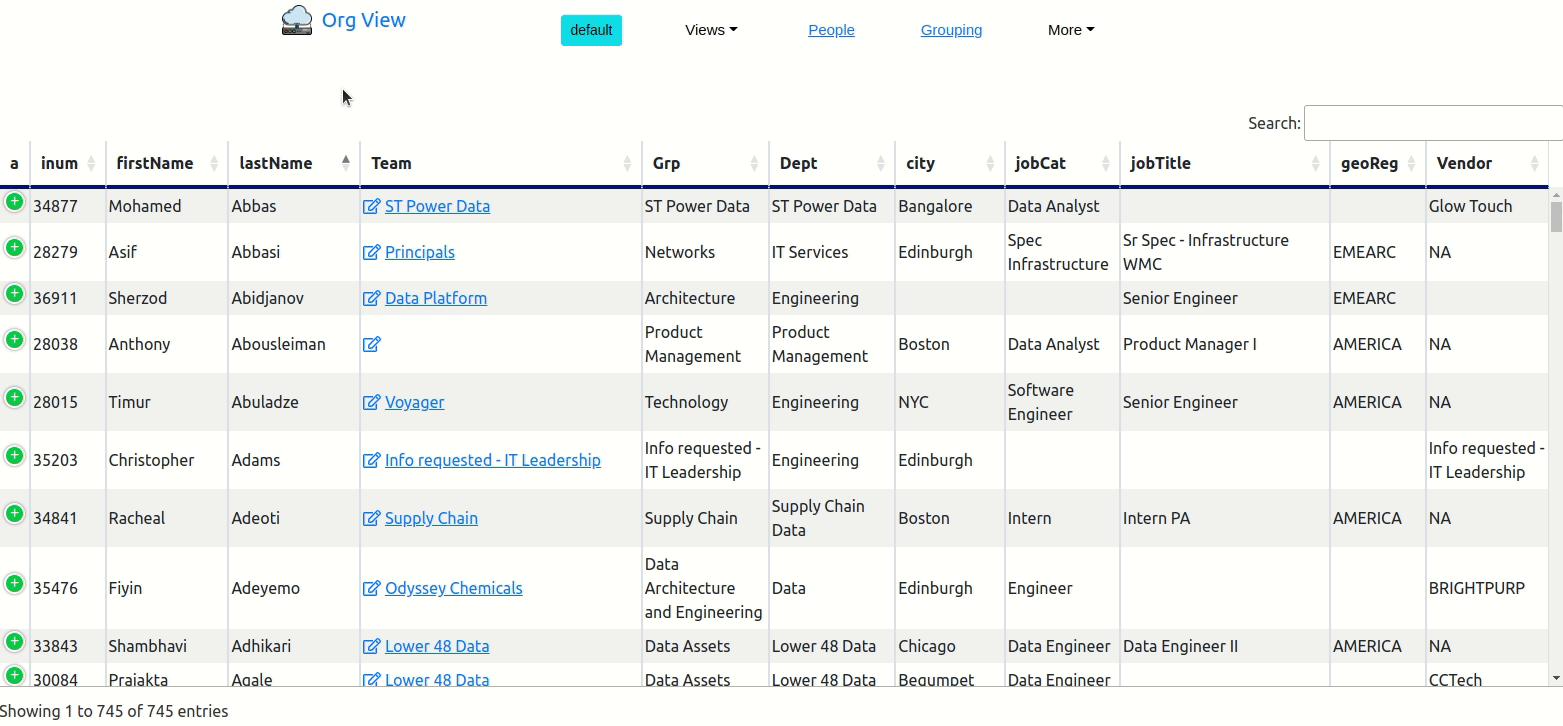 Org View default Views People Grouping More
Search:
a inum firstName lastName Team Grp Dept city jobCat jobTitle geoReg Vendor
34877 Mohamed Abbas ST Power Data ST Power Data ST Power Data Bangalore Data Analyst Glow Touch
28279 Asif Abbasi Principals Networks IT Services Edinburgh Spec Infrastructure Sr Spec - Infrastructure WMC EMEARC NA
36911 Sherzod Abidjanov Data Platform Architecture Engineering Senior Engineer EMEARC
28038 Anthony Abousleiman Product Management Product Management Boston Data Analyst Product Manager I AMERICA NA
28015 Timur Abuladze Voyager Technology Engineering NYC Software Engineer Senior Engineer AMERICA NA
35203 Christopher Adams Info requested - IT Leadership Info requested - IT Leadership Engineering Edinburgh Info requested - IT Leadership
34841 Racheal Adeoti Supply Chain Supply Chain Supply Chain Data Boston Intern Intern PA AMERICA NA
35476 Fiyin Adeyemo Odyssey Chemicals Data Architecture and Engineering Data Edinburgh Engineer BRIGHTPURP
33843 Shambhavi Adhikari Lower 48 Data Data Assets Lower 48 Data Chicago Data Engineer Data Engineer II AMERICA NA
30084 Prajakta Agale Lower 48 Data Data Assets Lower 48 Data Begumpet Data Engineer CCTech
Showing 1 to 745 of 745 entries